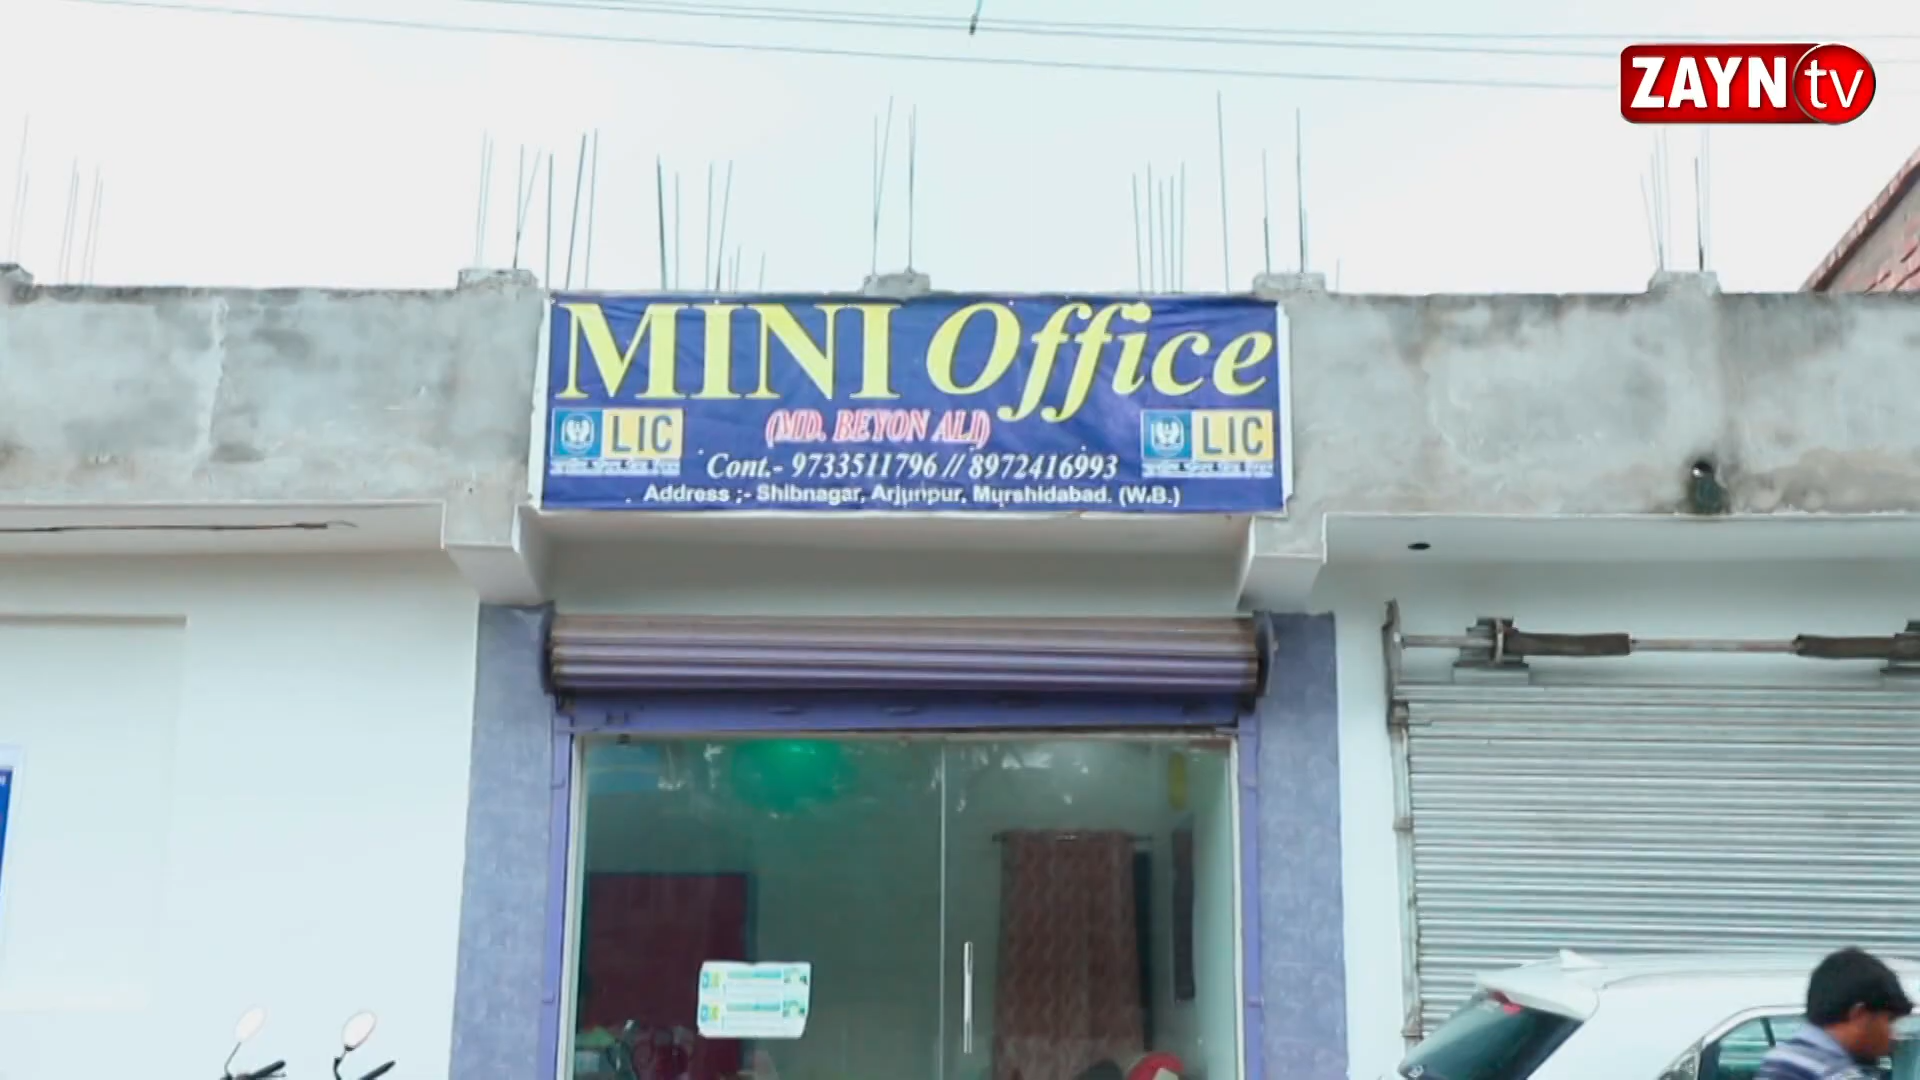 ZAYN tv
MINI Office
LIC
(MD. BEYON ALI)
LIC
Cont.- 9733511796 // 8972416993
Address ;- Shibnagar, Arjunpur, Murshidabad. (W.B.)